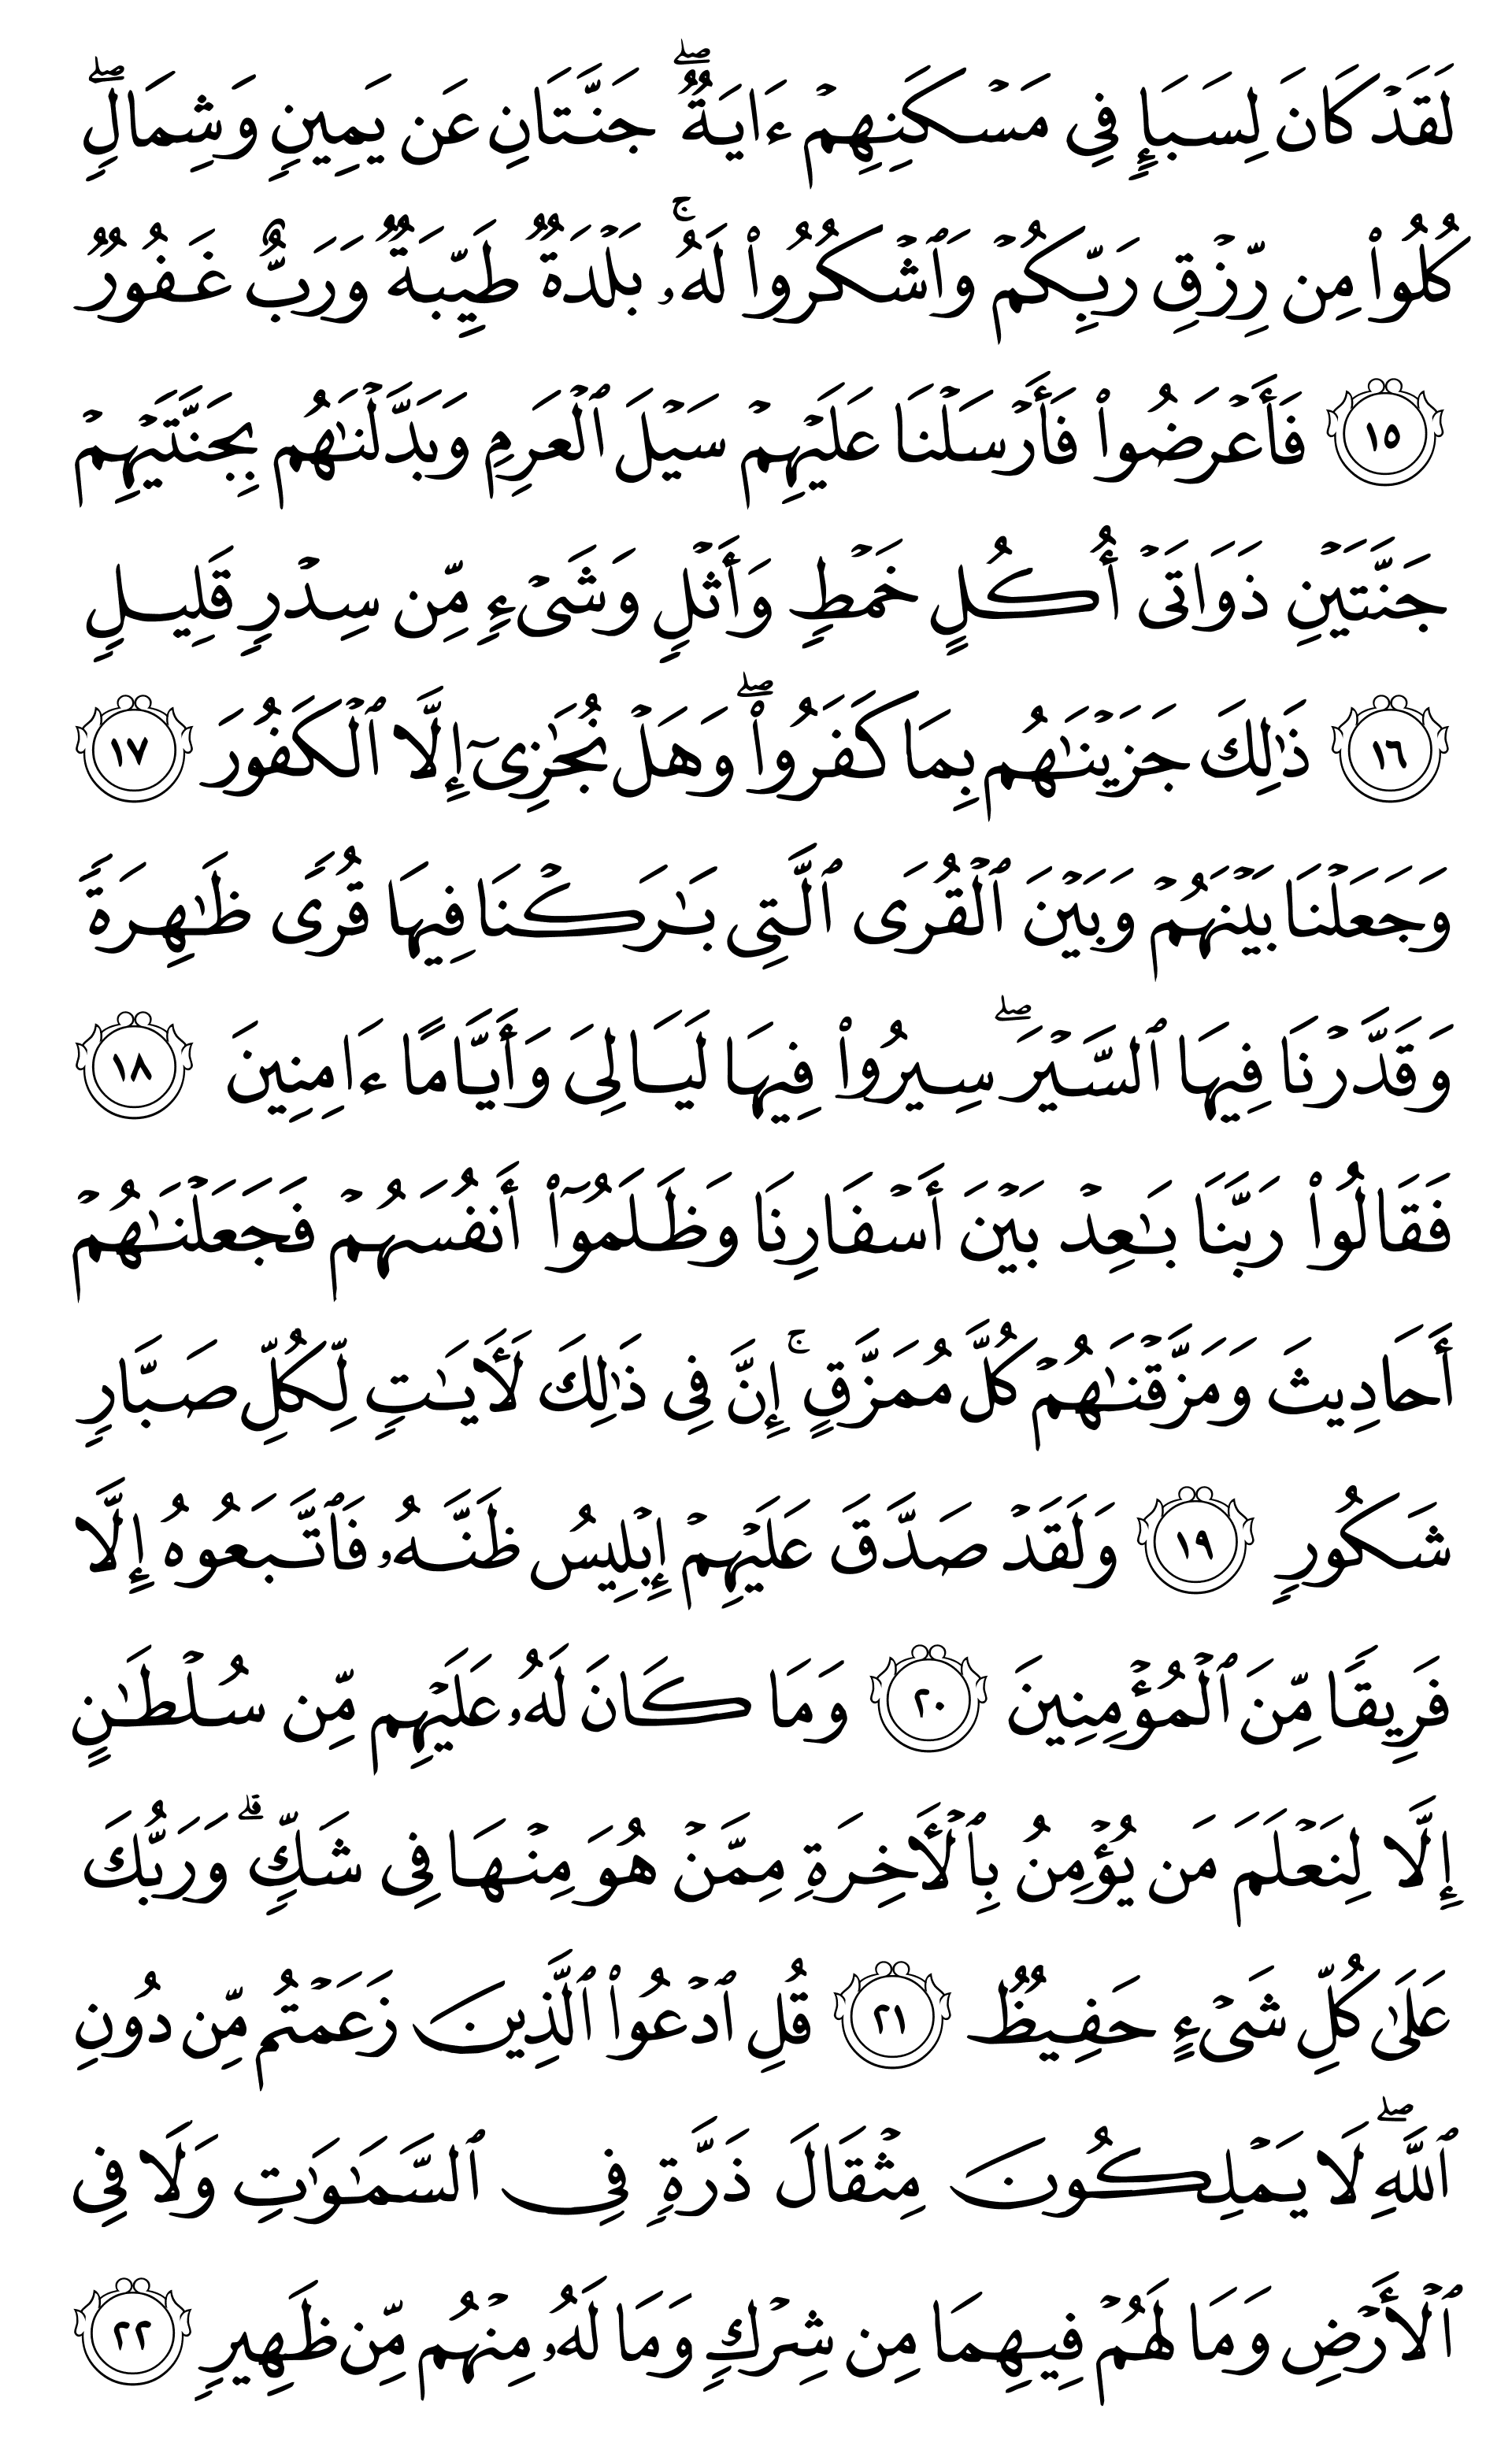 لَقَدۡ كَانَ لِسَبَإٖ فِي مَسۡكَنِهِمۡ ءَايَةٞۖ جَنَّتَانِ عَن يَمِينٖ وَشِمَالٖۖ
كُلُواْ مِن رِّزۡقِ رَبِّكُمۡ وَٱشۡكُرُواْ لَهُۥۚ بَلۡدَةٞ طَيِّبَةٞ وَرَبٌّ غَفُورٞ
١٥ فَأَعۡرَضُواْ فَأَرۡسَلۡنَا عَلَيۡهِمۡ سَيۡلَ ٱلۡعَرِمِ وَبَدَّلۡنَٰهُم بِجَنَّتَيۡهِمۡ
جَنَّتَيۡنِ ذَوَاتَيۡ أُكُلٍ خَمۡطٖ وَأَثۡلٖ وَشَيۡءٖ مِّن سِدۡرٖ قَلِيلٖ
١٦ ذَٰلِكَ جَزَيۡنَٰهُم بِمَا كَفَرُواْۖ وَهَلۡ نُجَٰزِيٓ إِلَّا ٱلۡكَفُورَ ١٧
وَجَعَلۡنَا بَيۡنَهُمۡ وَبَيۡنَ ٱلۡقُرَى ٱلَّتِي بَٰرَكۡنَا فِيهَا قُرٗى ظَٰهِرَةٗ
وَقَدَّرۡنَا فِيهَا ٱلسَّيۡرَۖ سِيرُواْ فِيهَا لَيَالِيَ وَأَيَّامًا ءَامِنِينَ ١٨
فَقَالُواْ رَبَّنَا بَٰعِدۡ بَيۡنَ أَسۡفَارِنَا وَظَلَمُوٓاْ أَنفُسَهُمۡ فَجَعَلۡنَٰهُمۡ
أَحَادِيثَ وَمَزَّقۡنَٰهُمۡ كُلَّ مُمَزَّقٍۚ إِنَّ فِي ذَٰلِكَ لَأٓيَٰتٖ لِّكُلِّ صَبَّارٖ
شَكُورٖ ١٩ وَلَقَدۡ صَدَّقَ عَلَيۡهِمۡ إِبۡلِيسُ ظَنَّهُۥ فَٱتَّبَعُوهُ إِلَّا
فَرِيقٗا مِّنَ ٱلۡمُؤۡمِنِينَ ٢٠ وَمَا كَانَ لَهُۥ عَلَيۡهِم مِّن سُلۡطَٰنٍ
إِلَّا لِنَعۡلَمَ مَن يُؤۡمِنُ بِٱلۡأٓخِرَةِ مِمَّنۡ هُوَ مِنۡهَا فِي شَكّٖۗ وَرَبُّكَ
عَلَىٰ كُلِّ شَيۡءٍ حَفِيظٞ ٢١ قُلِ ٱدۡعُواْ ٱلَّذِينَ زَعَمۡتُم مِّن دُونِ
ٱللَّهِۖ لَا يَمۡلِكُونَ مِثۡقَالَ ذَرَّةٖ فِي ٱلسَّمَٰوَٰتِ وَلَا فِي
ٱلۡأَرۡضِ وَمَا لَهُمۡ فِيهِمَا مِن شِرۡكٖ وَمَا لَهُۥ مِنۡهُم مِّن ظَهِيرٖ ٢٢